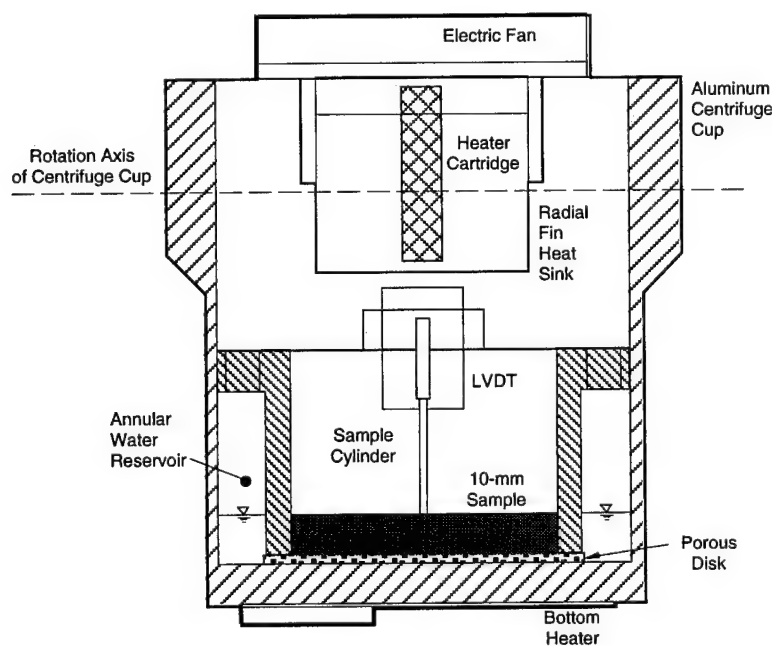 Electric Fan
Aluminum
Centrifuge
Cup
Heater
Cartridge
Rotation Axis
of Centrifuge Cup
Radial
Fin
Heat
Sink
LVDT
Annular
Water
Reservoir
Sample
Cylinder
10-mm
Sample
Porous
Disk
Bottom
Heater